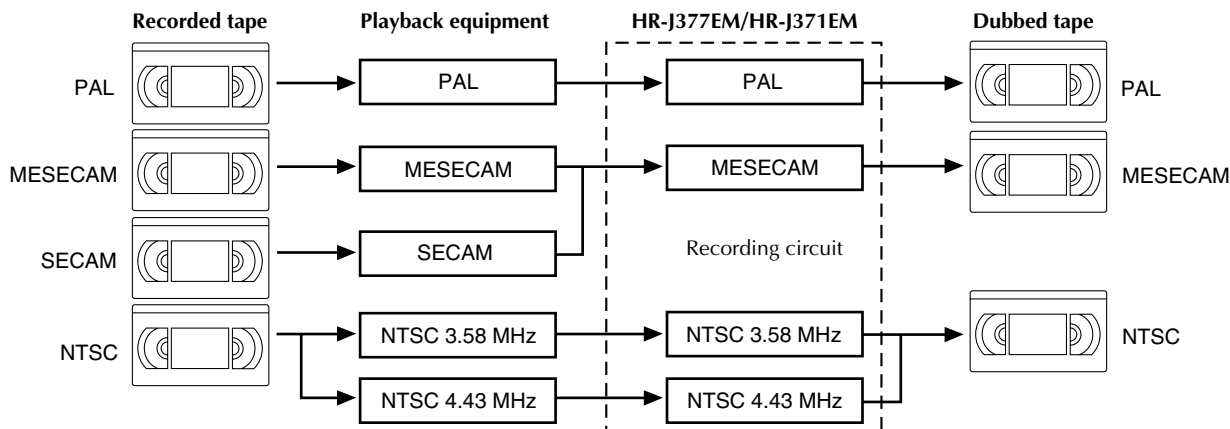 Recorded tape Playback equipment HR-J377EM/HR-J371EM Dubbed tape
PAL PAL PAL PAL
MESECAM MESECAM MESECAM MESECAM
SECAM SECAM Recording circuit
NTSC NTSC 3.58 MHz NTSC 3.58 MHz NTSC
NTSC 4.43 MHz NTSC 4.43 MHz